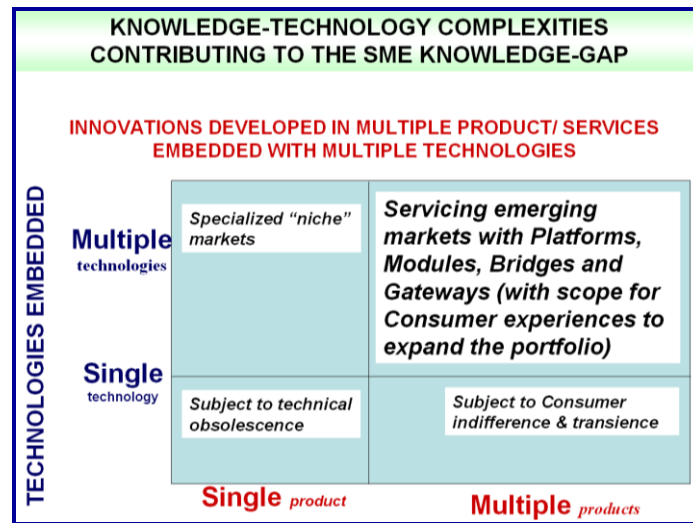 KNOWLEDGE-TECHNOLOGY COMPLEXITIES
CONTRIBUTING TO THE SME KNOWLEDGE-GAP
INNOVATIONS DEVELOPED IN MULTIPLE PRODUCT/ SERVICES
EMBEDDED WITH MULTIPLE TECHNOLOGIES
TECHNOLOGIES EMBEDDED
Multiple
technologies
Specialized “niche”
markets
Servicing emerging
markets with Platforms,
Modules, Bridges and
Gateways (with scope for
Consumer experiences to
expand the portfolio)
Single
technology
Subject to technical
obsolescence
Subject to Consumer
indifference & transience
Single product
Multiple products